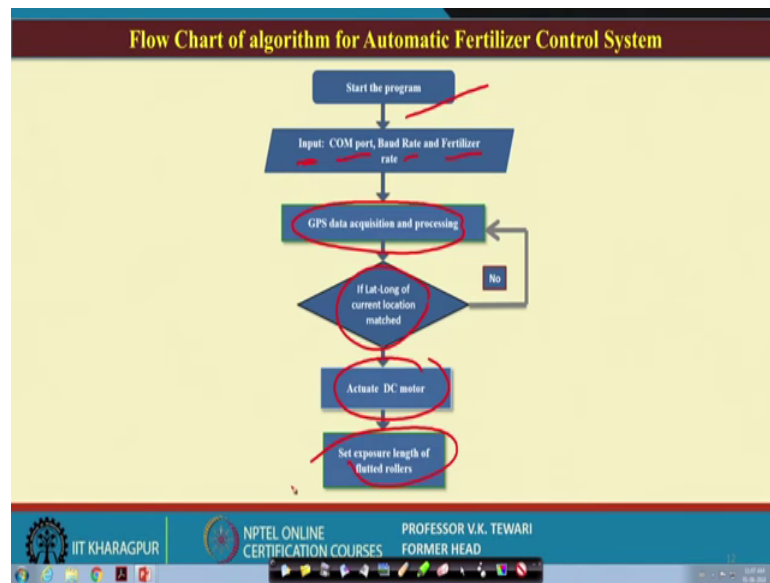 Flow Chart of algorithm for Automatic Fertilizer Control System
Start the program
Input: COM port, Baud Rate and Fertilizer
rate
GPS data acquisition and processing
No
If Lat-Long of
current location
matched
Actuate DC motor
Set exposure length of
flutted rollers
IIT KHARAGPUR
NPTEL ONLINE
CERTIFICATION COURSES
PROFESSOR V.K. TEWARI
FORMER HEAD
12